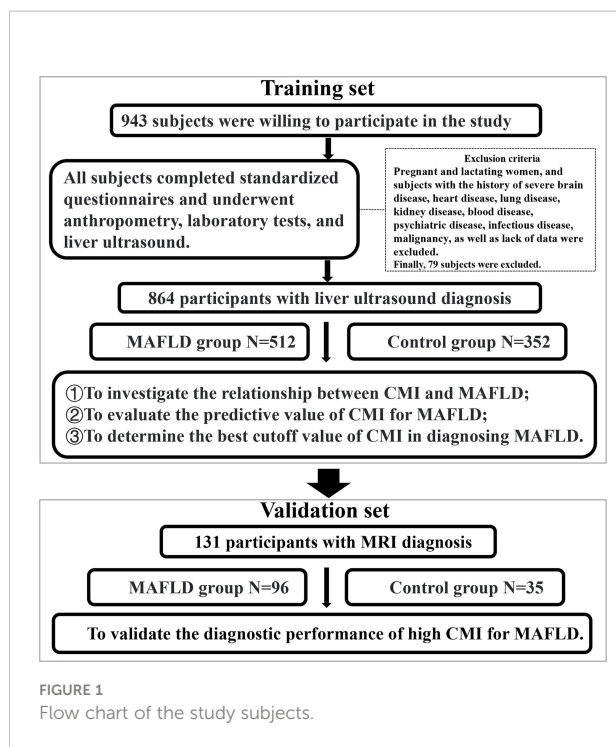 Training set
943 subjects were willing to participate in the study
All subjects completed standardized
questionnaires and underwent
anthropometry, laboratory tests, and
liver ultrasound.
Exclusion criteria
Pregnant and lactating women, and
subjects with the history of severe brain
disease, heart disease, lung disease,
kidney disease, blood disease,
psychiatric disease, infectious disease,
malignancy, as well as lack of data were
excluded.
Finally, 79 subjects were excluded.
864 participants with liver ultrasound diagnosis
MAFLD group N=512
Control group N=352
①To investigate the relationship between CMI and MAFLD;
②To evaluate the predictive value of CMI for MAFLD;
③To determine the best cutoff value of CMI in diagnosing MAFLD.
Validation set
131 participants with MRI diagnosis
MAFLD group N=96
Control group N=35
To validate the diagnostic performance of high CMI for MAFLD.
FIGURE 1
Flow chart of the study subjects.